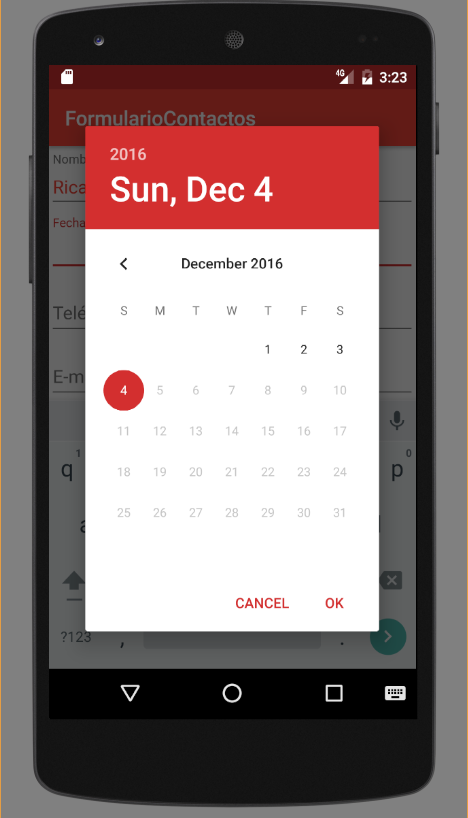 4G 3:23
FormularioContactos
2016
Sun, Dec 4
December 2016
S M T W T F S
1 2 3
4 5 6 7 8 9 10
11 12 13 14 15 16 17
18 19 20 21 22 23 24
25 26 27 28 29 30 31
CANCEL OK
Nomb
Rica
Fecha
Telé
E-m
1 0
q p
?123 , .